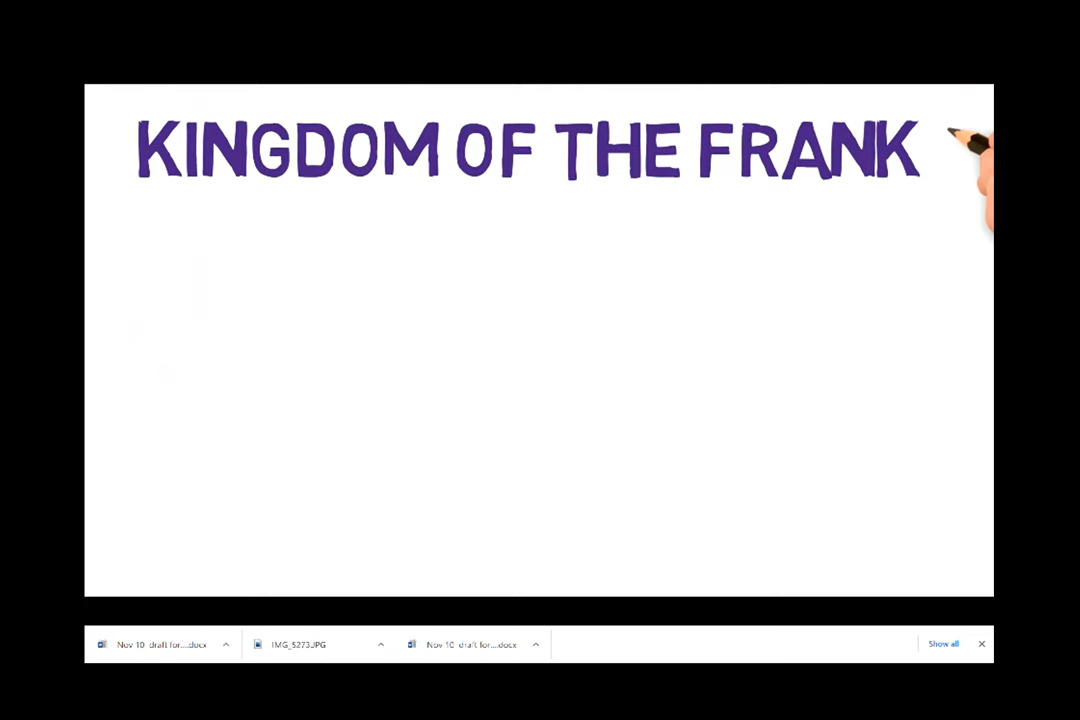 KINGDOM OF THE FRANK
Nov 10 draft for....docx
IMG_5273.JPG
Nov 10 draft for....docx
Show all